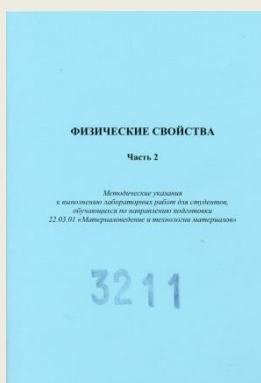 ФИЗИЧЕСКИЕ СВОЙСТВА
Часть 2
Методические указания
к выполнению лабораторных работ для студентов,
обучающихся по направлению подготовки
22.03.01 «Материаловедение и технологии материалов»
3211